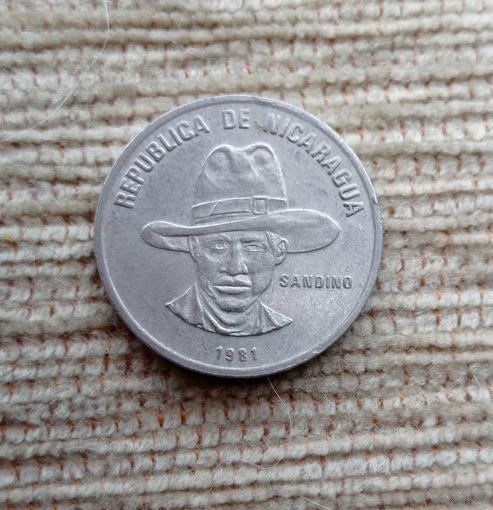 REPUBLICA DE NICARAGUA
SANDINO
1981